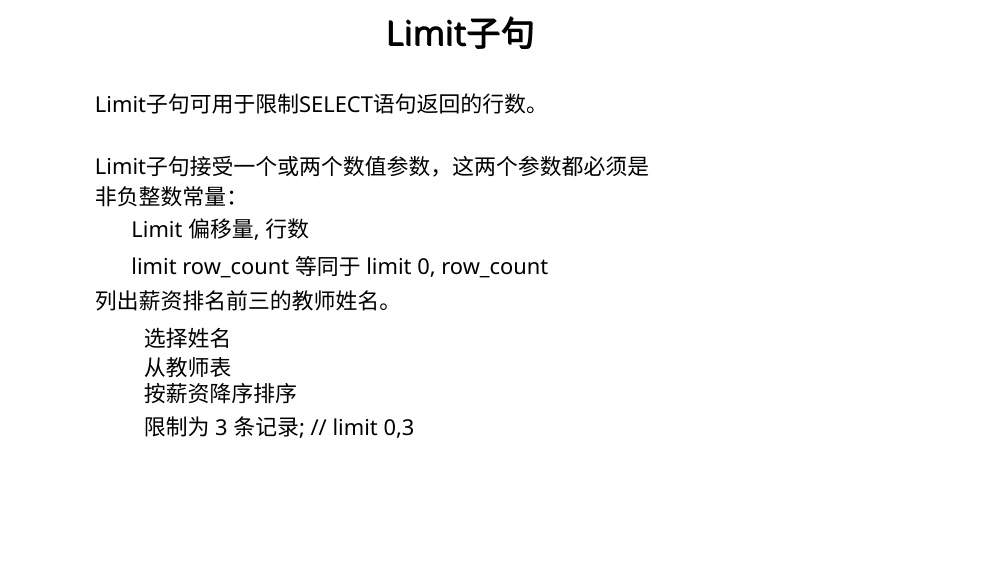 Limit子句
Limit子句可用于限制SELECT语句返回的行数。
Limit子句接受一个或两个数值参数，这两个参数都必须是
非负整数常量：
Limit 偏移量, 行数
limit row_count 等同于 limit 0, row_count
列出薪资排名前三的教师姓名。
选择姓名
从教师表
按薪资降序排序
限制为 3 条记录; // limit 0,3